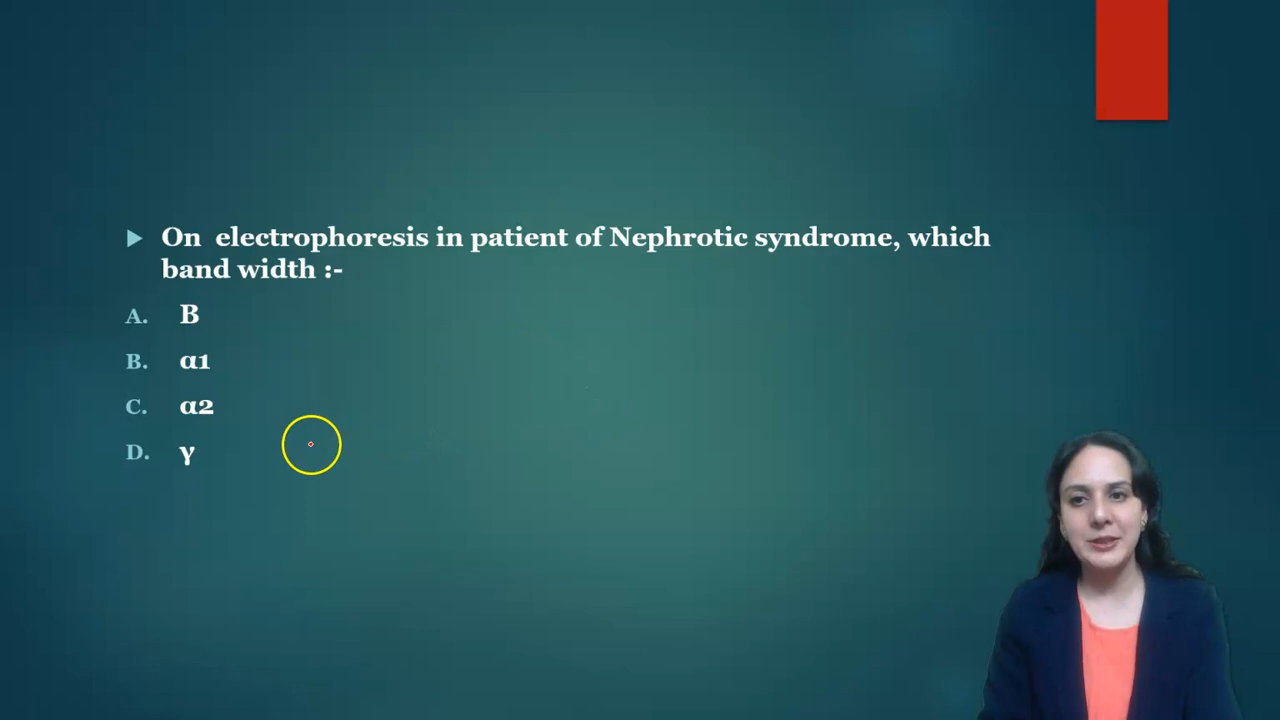 On electrophoresis in patient of Nephrotic syndrome, which
band width :-
A. B
B. α1
C. α2
D. γ